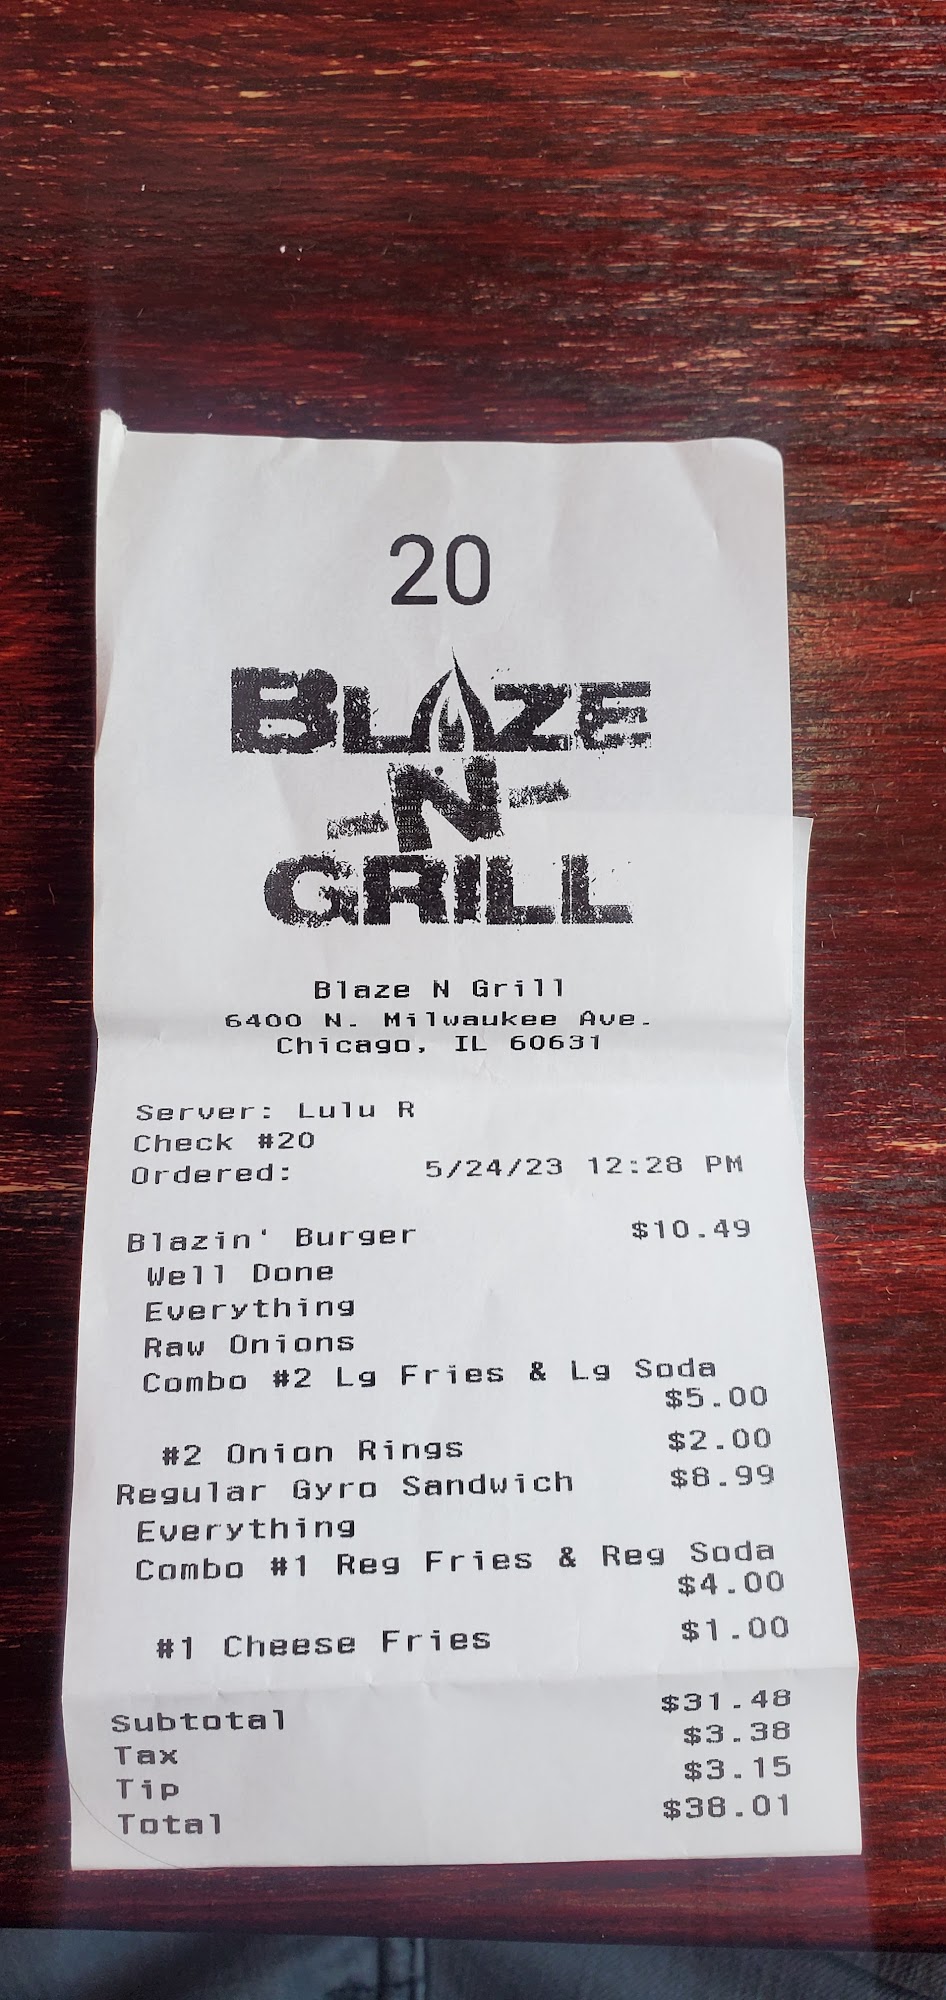 20
BLAZE
-N-
GRILL
Blaze N Grill
6400 N. Milwaukee Ave.
Chicago, IL 60631
Server: Lulu R
Check #20
Ordered: 5/24/23 12:28 PM
Blazin' Burger $10.49
Well Done
Everything
Raw Onions
Combo #2 Lg Fries & Lg Soda
$5.00
#2 Onion Rings $2.00
Regular Gyro Sandwich $8.99
Everything
Combo #1 Reg Fries & Reg Soda
$4.00
#1 Cheese Fries $1.00
Subtotal $31.48
Tax $3.38
Tip $3.15
Total $38.01